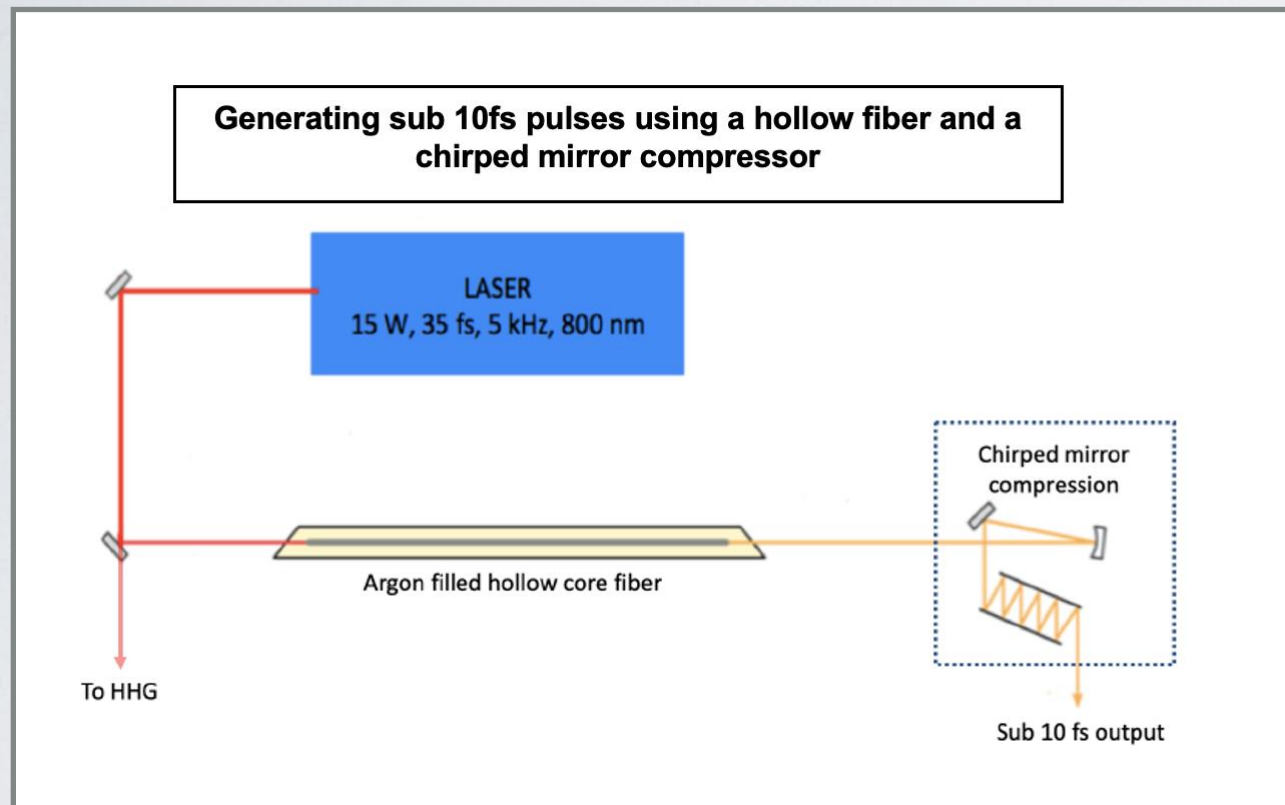 Generating sub 10fs pulses using a hollow fiber and a
chirped mirror compressor
LASER
15 W, 35 fs, 5 kHz, 800 nm
Chirped mirror
compression
Argon filled hollow core fiber
To HHG
Sub 10 fs output